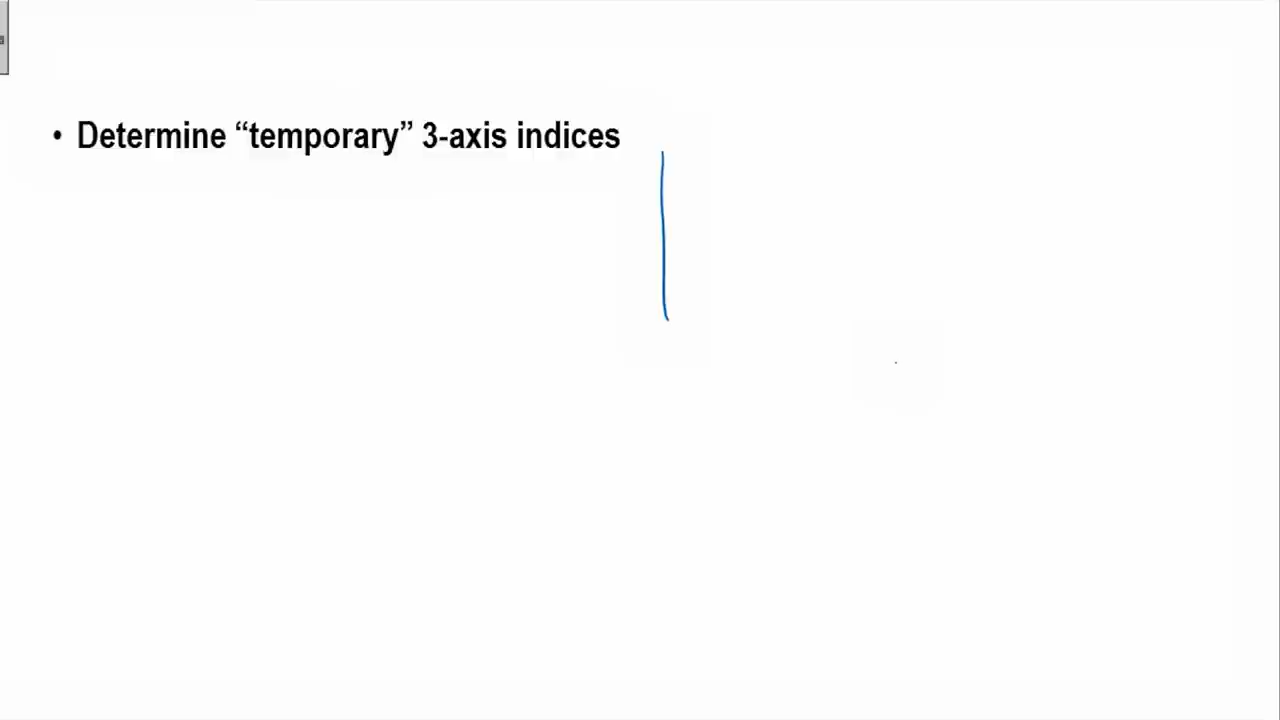 • Determine “temporary” 3-axis indices